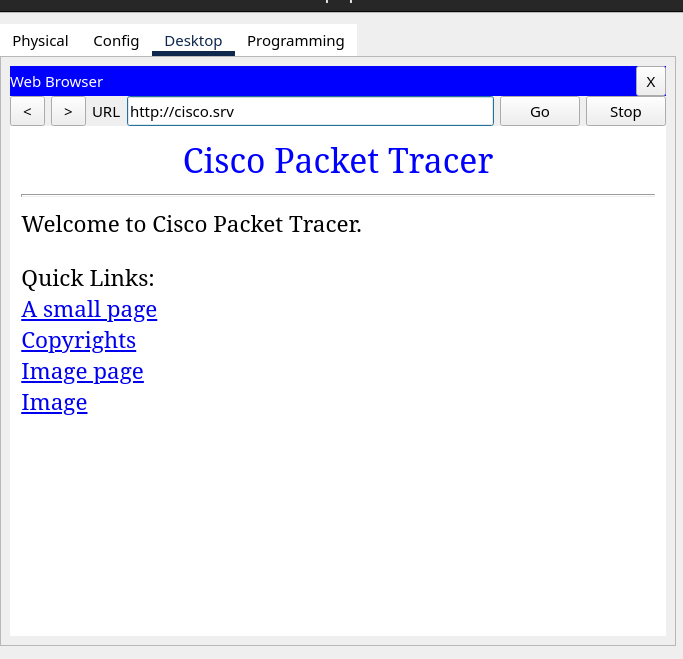 Physical Config Desktop Programming
Web Browser X
< > URL http://cisco.srv Go Stop
Cisco Packet Tracer
Welcome to Cisco Packet Tracer.
Quick Links:
A small page
Copyrights
Image page
Image